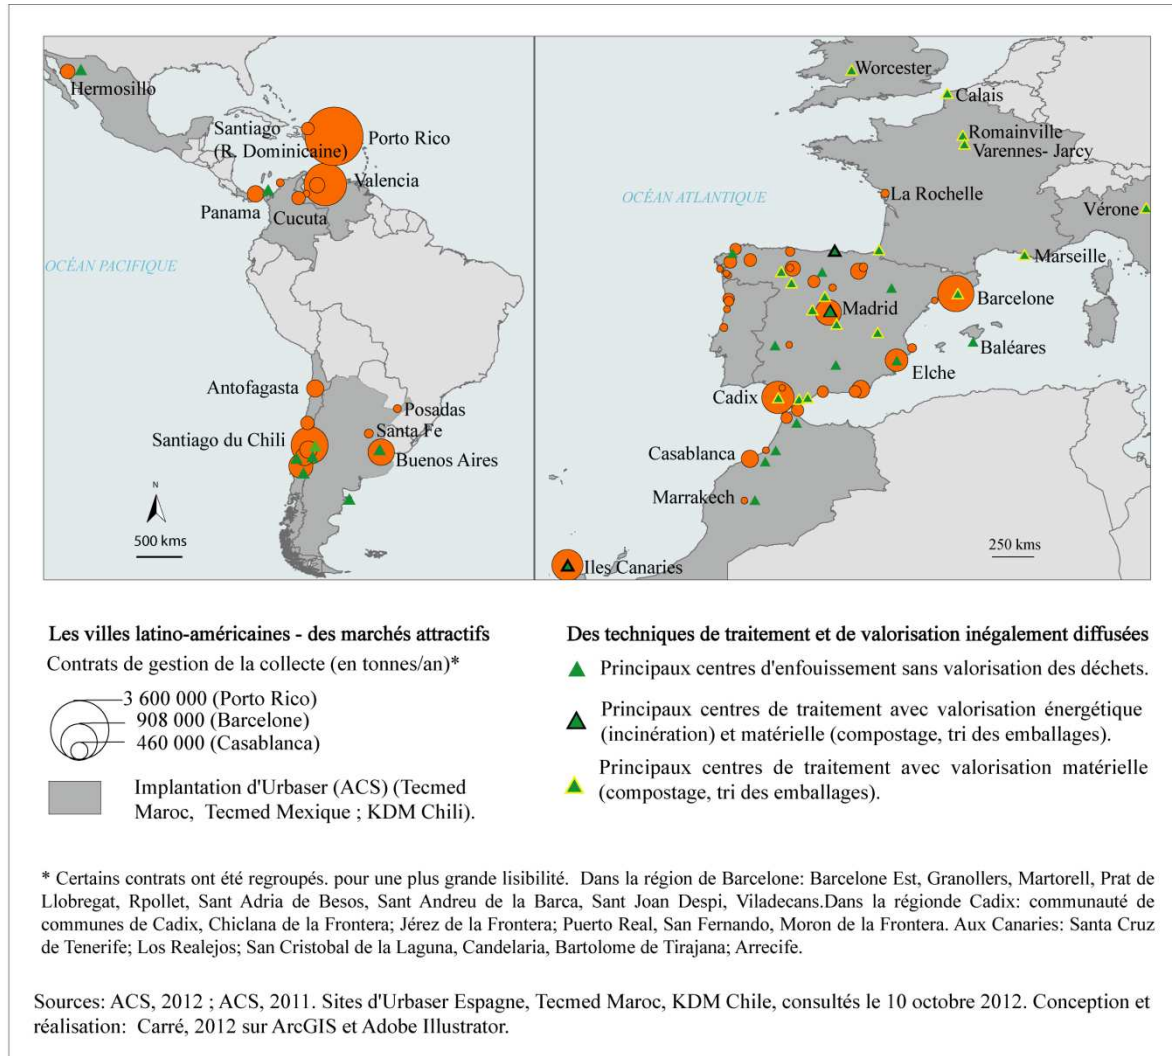 Hermosillo
Santiago
(R. Dominicaine)
Porto Rico
Valencia
Panama
Cucuta
OCÉAN PACIFIQUE
Antofagasta
Posadas
Santa Fe
Santiago du Chili
Buenos Aires
N
500 kms
Worcester
Calais
Romainville
Varennes- Jarcy
La Rochelle
OCÉAN ATLANTIQUE
Vérone
Marseille
Barcelone
Madrid
Baléares
Elche
Cadix
Casablanca
Marrakech
Iles Canaries
250 kms
Les villes latino-américaines - des marchés attractifs
Contrats de gestion de la collecte (en tonnes/an)*
3 600 000 (Porto Rico)
908 000 (Barcelone)
460 000 (Casablanca)
Implantation d'Urbaser (ACS) (Tecmed
Maroc, Tecmed Mexique ; KDM Chili).
Des techniques de traitement et de valorisation inégalement diffusées
Principaux centres d'enfouissement sans valorisation des déchets.
Principaux centres de traitement avec valorisation énergétique
(incinération) et matérielle (compostage, tri des emballages).
Principaux centres de traitement avec valorisation matérielle
(compostage, tri des emballages).
* Certains contrats ont été regroupés. pour une plus grande lisibilité. Dans la région de Barcelone: Barcelone Est, Granollers, Martorell, Prat de
Llobregat, Rpollet, Sant Adria de Besos, Sant Andreu de la Barca, Sant Joan Despi, Viladecans.Dans la régionde Cadix: communauté de
communes de Cadix, Chiclana de la Frontera; Jérez de la Frontera; Puerto Real, San Fernando, Moron de la Frontera. Aux Canaries: Santa Cruz
de Tenerife; Los Realejos; San Cristobal de la Laguna, Candelaria, Bartolome de Tirajana; Arrecife.
Sources: ACS, 2012 ; ACS, 2011. Sites d'Urbaser Espagne, Tecmed Maroc, KDM Chile, consultés le 10 octobre 2012. Conception et
réalisation: Carré, 2012 sur ArcGIS et Adobe Illustrator.